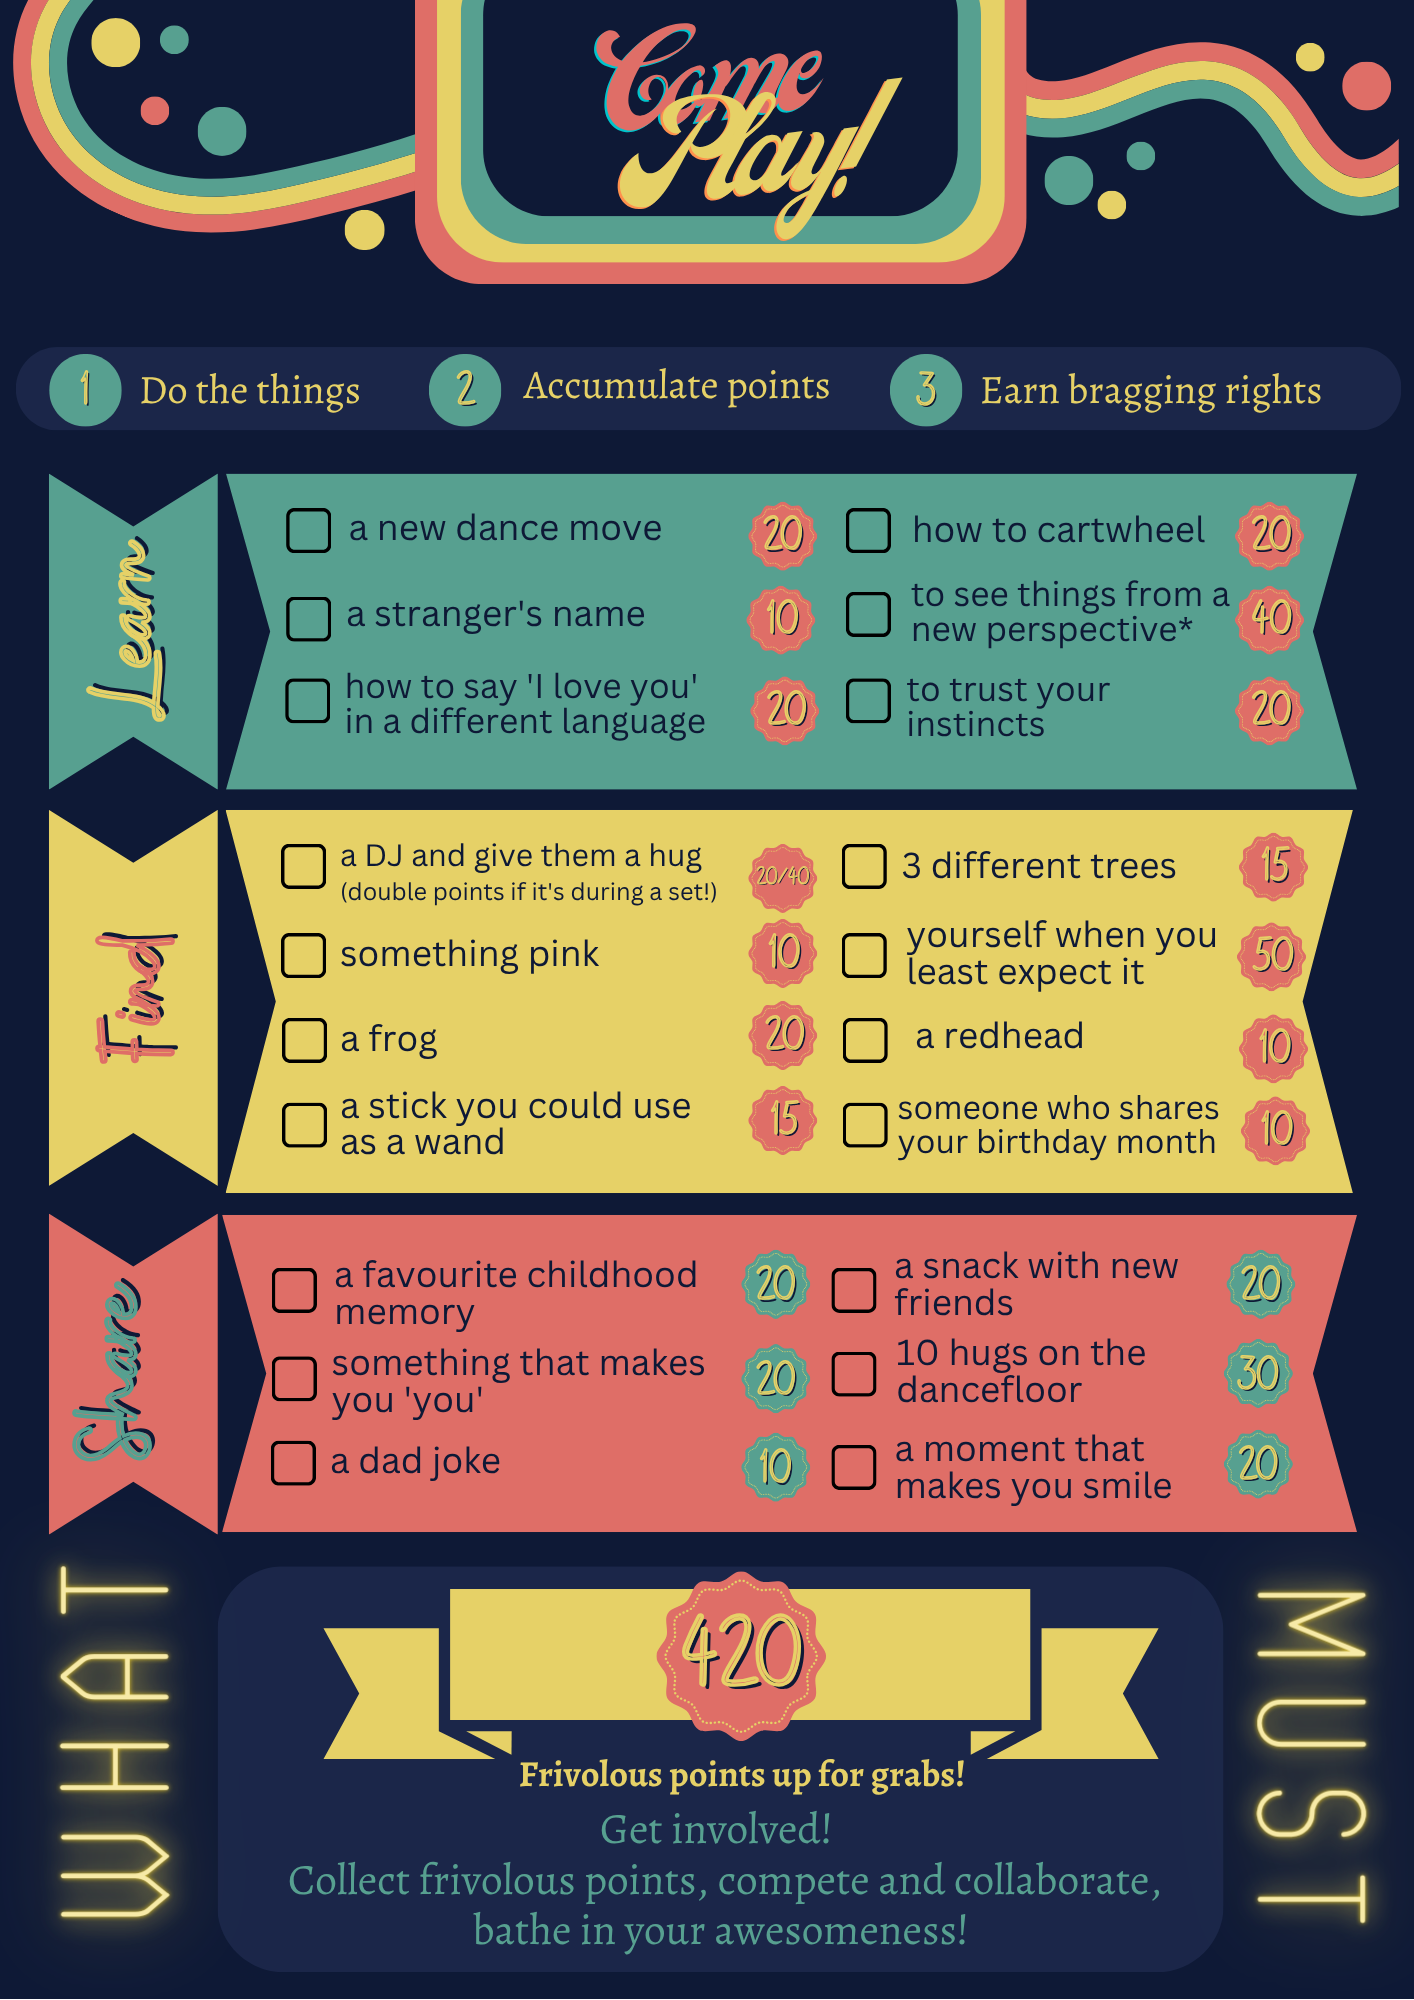 Come
Play!
1 Do the things
2 Accumulate points
3 Earn bragging rights
Learn
a new dance move 20
how to cartwheel 20
a stranger's name 10
to see things from a
new perspective* 40
how to say 'I love you'
in a different language 20
to trust your
instincts 20
Find
a DJ and give them a hug
(double points if it's during a set!) 20/40
3 different trees 15
something pink 10
yourself when you
least expect it 50
a frog 20
a redhead 10
a stick you could use
as a wand 15
someone who shares
your birthday month 10
Share
a favourite childhood
memory 20
a snack with new
friends 20
something that makes
you 'you' 20
10 hugs on the
dancefloor 30
a dad joke 10
a moment that
makes you smile 20
WHAT
420
Frivolous points up for grabs!
Get involved!
Collect frivolous points, compete and collaborate,
bathe in your awesomeness!
MUST